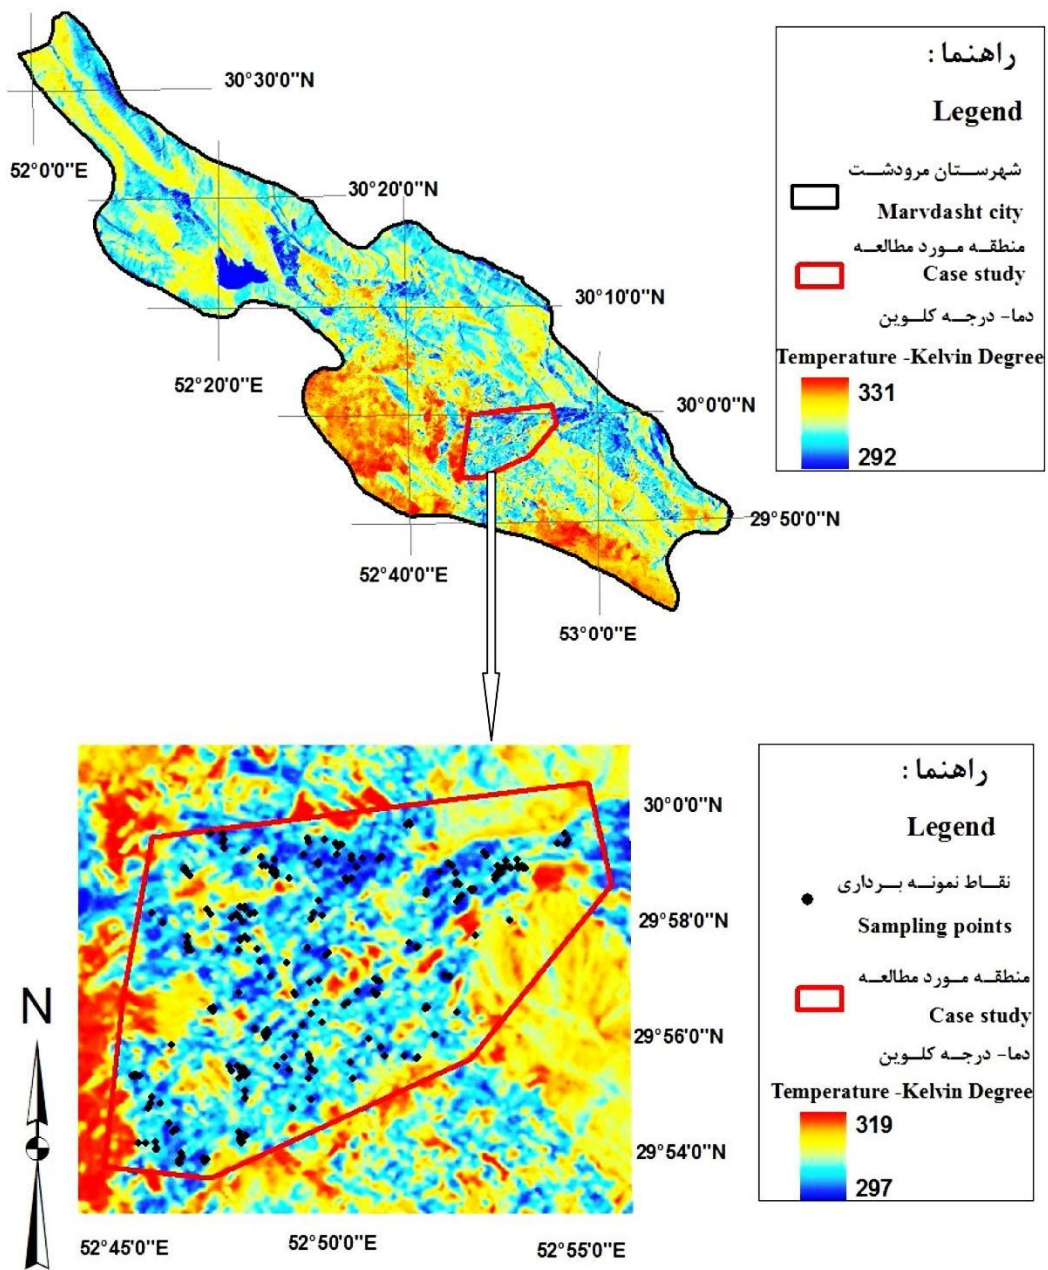 30°30'0"N
52°0'0"E
30°20'0"N
30°10'0"N
52°20'0"E
30°0'0"N
29°50'0"N
52°40'0"E
53°0'0"E
راهنما :
Legend
شهرستان مرودشت
Marvdasht city
منطقه مورد مطالعه
Case study
دما- درجه کلوین
Temperature -Kelvin Degree
331
292
30°0'0"N
29°58'0"N
29°56'0"N
29°54'0"N
52°45'0"E
52°50'0"E
52°55'0"E
N
راهنما :
Legend
نقاط نمونه برداری
Sampling points
منطقه مورد مطالعه
Case study
دما- درجه کلوین
Temperature -Kelvin Degree
319
297